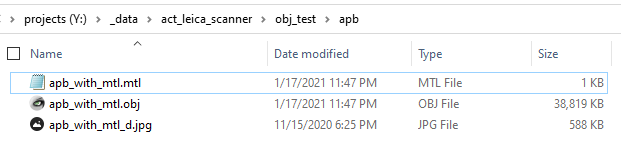 projects (Y:) > _data > act_leica_scanner > obj_test > apb
Name Date modified Type Size
apb_with_mtl.mtl 1/17/2021 11:47 PM MTL File 1 KB
apb_with_mtl.obj 1/17/2021 11:47 PM OBJ File 38,819 KB
apb_with_mtl_d.jpg 11/15/2020 6:25 PM JPG File 588 KB